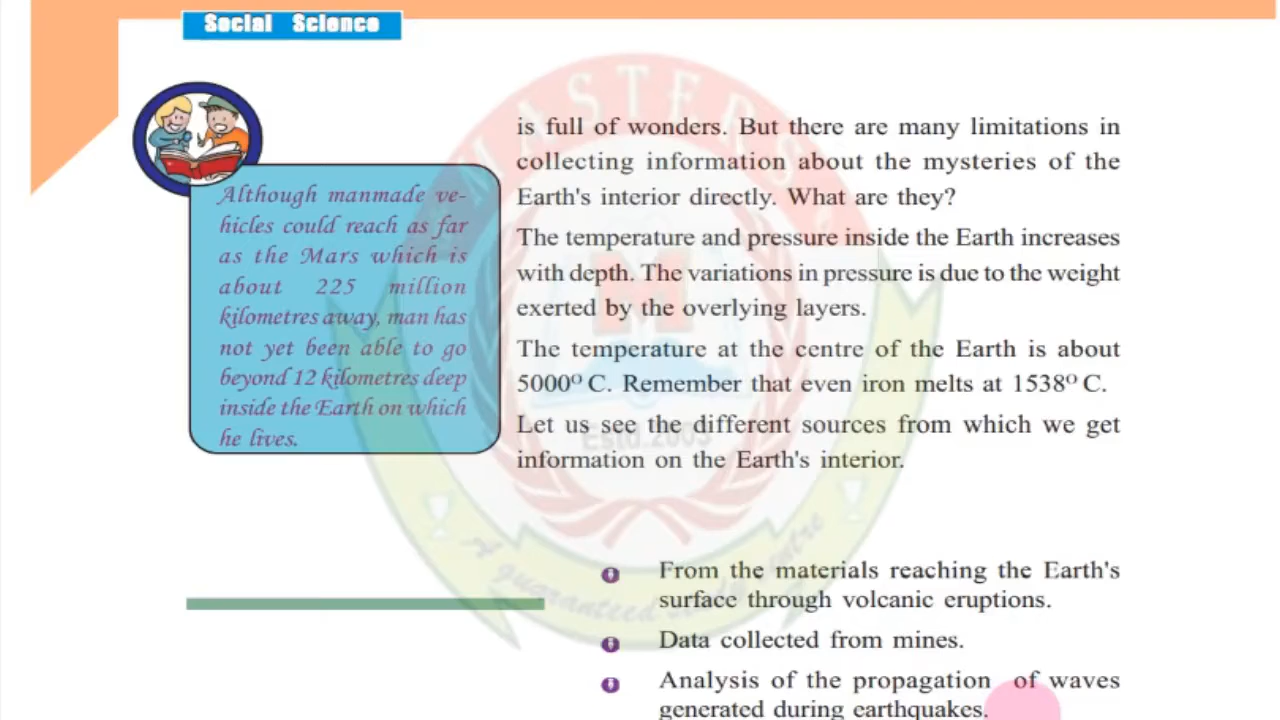 Social Science
is full of wonders. But there are many limitations in
collecting information about the mysteries of the
Earth's interior directly. What are they?
The temperature and pressure inside the Earth increases
with depth. The variations in pressure is due to the weight
exerted by the overlying layers.
The temperature at the centre of the Earth is about
5000° C. Remember that even iron melts at 1538° C.
Let us see the different sources from which we get
information on the Earth's interior.
Although manmade ve-
hicles could reach as far
as the Mars which is
about 225 million
kilometres away, man has
not yet been able to go
beyond 12 kilometres deep
inside the Earth on which
he lives.
From the materials reaching the Earth's
surface through volcanic eruptions.
Data collected from mines.
Analysis of the propagation of waves
generated during earthquakes.
MASTERS
M
Estd.2003
A guaranteed